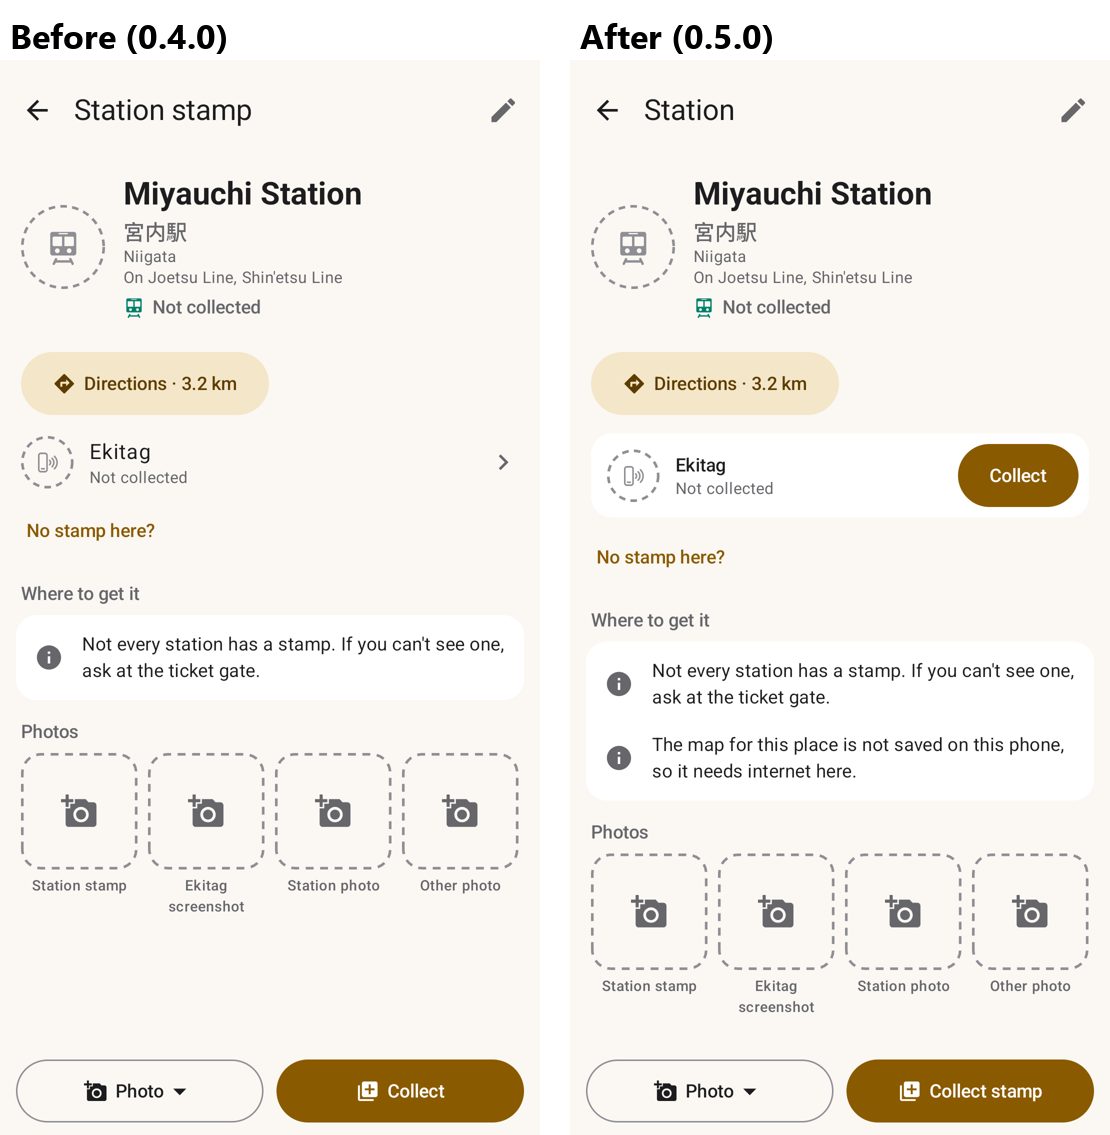 Before (0.4.0)
Station stamp
Miyauchi Station
宮内駅
Niigata
On Joetsu Line, Shin'etsu Line
Not collected
Directions · 3.2 km
Ekitag
Not collected
No stamp here?
Where to get it
Not every station has a stamp. If you can't see one,
ask at the ticket gate.
Photos
Station stamp
Ekitag
screenshot
Station photo
Other photo
Photo
Collect
After (0.5.0)
Station
Miyauchi Station
宮内駅
Niigata
On Joetsu Line, Shin'etsu Line
Not collected
Directions · 3.2 km
Ekitag
Not collected
Collect
No stamp here?
Where to get it
Not every station has a stamp. If you can't see one,
ask at the ticket gate.
The map for this place is not saved on this phone,
so it needs internet here.
Photos
Station stamp
Ekitag
screenshot
Station photo
Other photo
Photo
Collect stamp